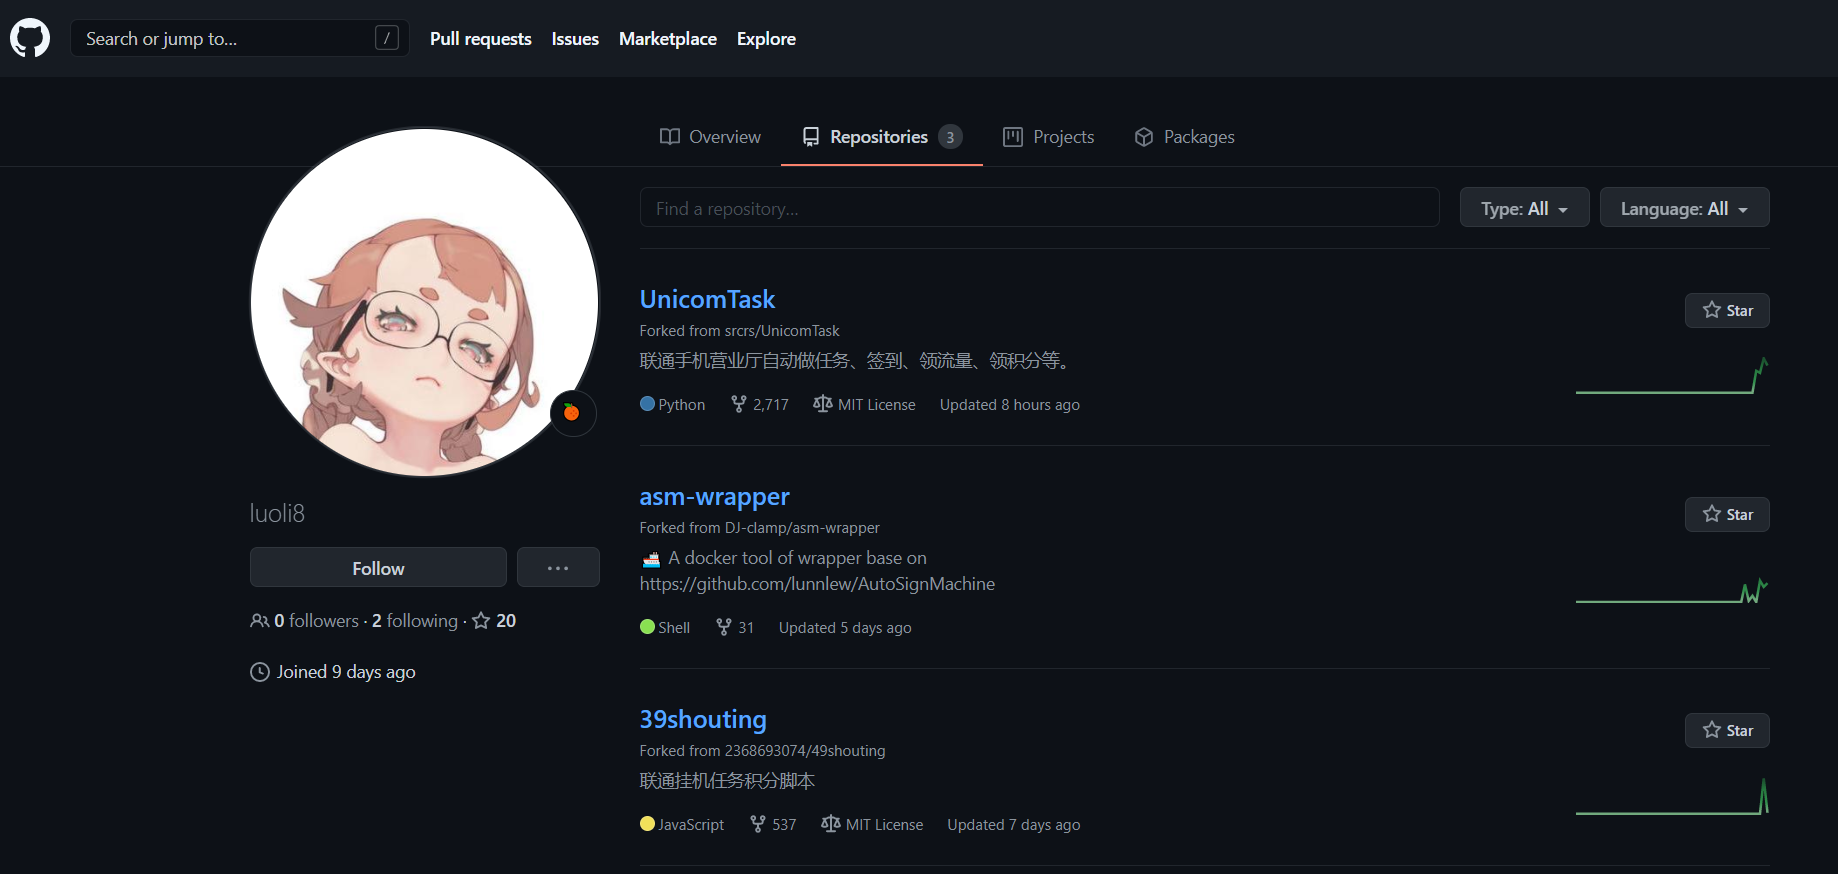 Search or jump to... /
Pull requests Issues Marketplace Explore
Overview Repositories 3 Projects Packages
Find a repository... Type: All Language: All
luoli8
Follow ...
0 followers · 2 following · 20
Joined 9 days ago
UnicomTask
Star
Forked from srcrs/UnicomTask
联通手机营业厅自动做任务、签到、领流量、领积分等。
Python 2,717 MIT License Updated 8 hours ago
asm-wrapper
Star
Forked from DJ-clamp/asm-wrapper
🚢 A docker tool of wrapper base on
https://github.com/lunnlew/AutoSignMachine
Shell 31 Updated 5 days ago
39shouting
Star
Forked from 2368693074/49shouting
联通挂机任务积分脚本
JavaScript 537 MIT License Updated 7 days ago